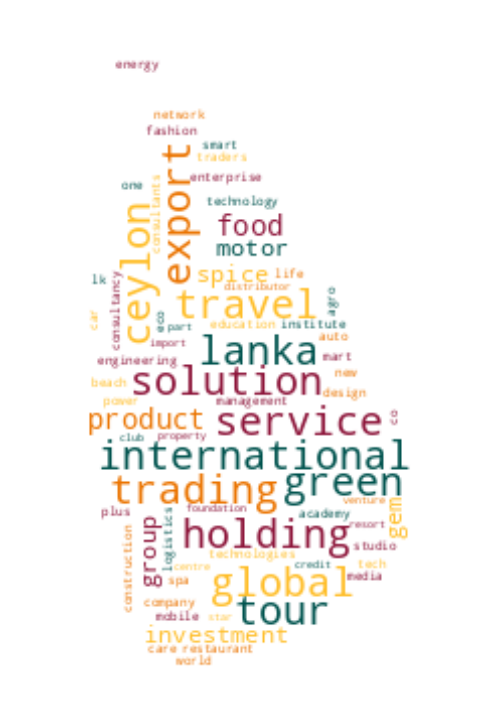 energy
network
fashion
smart
traders
export
enterprise
one
consultants
technology
ceylon
food
motor
spice
life
lk
consultancy
distributor
travel
agro
car
eco
part
education
institute
import
lanka
auto
engineering
mart
solution
new
beach
power
management
design
product
service
co
club
property
international
trading
green
venture
gem
plus
foundation
academy
group
logistics
holding
resort
construction
studio
technologies
centre
credit
tech
spa
global
media
company
tour
mobile
star
investment
care
restaurant
world